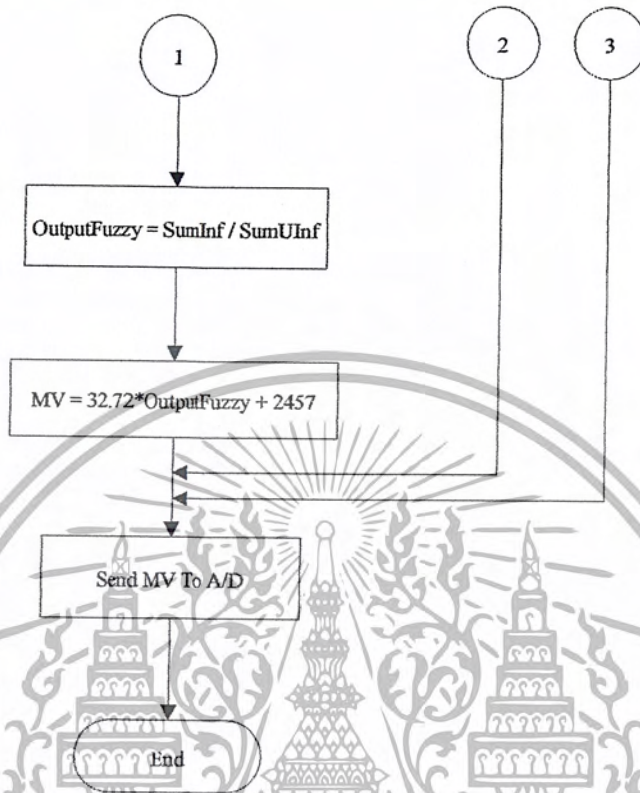 1
2
3
OutputFuzzy = SumInf / SumUInf
MV = 32.72*OutputFuzzy + 2457
Send MV To A/D
End